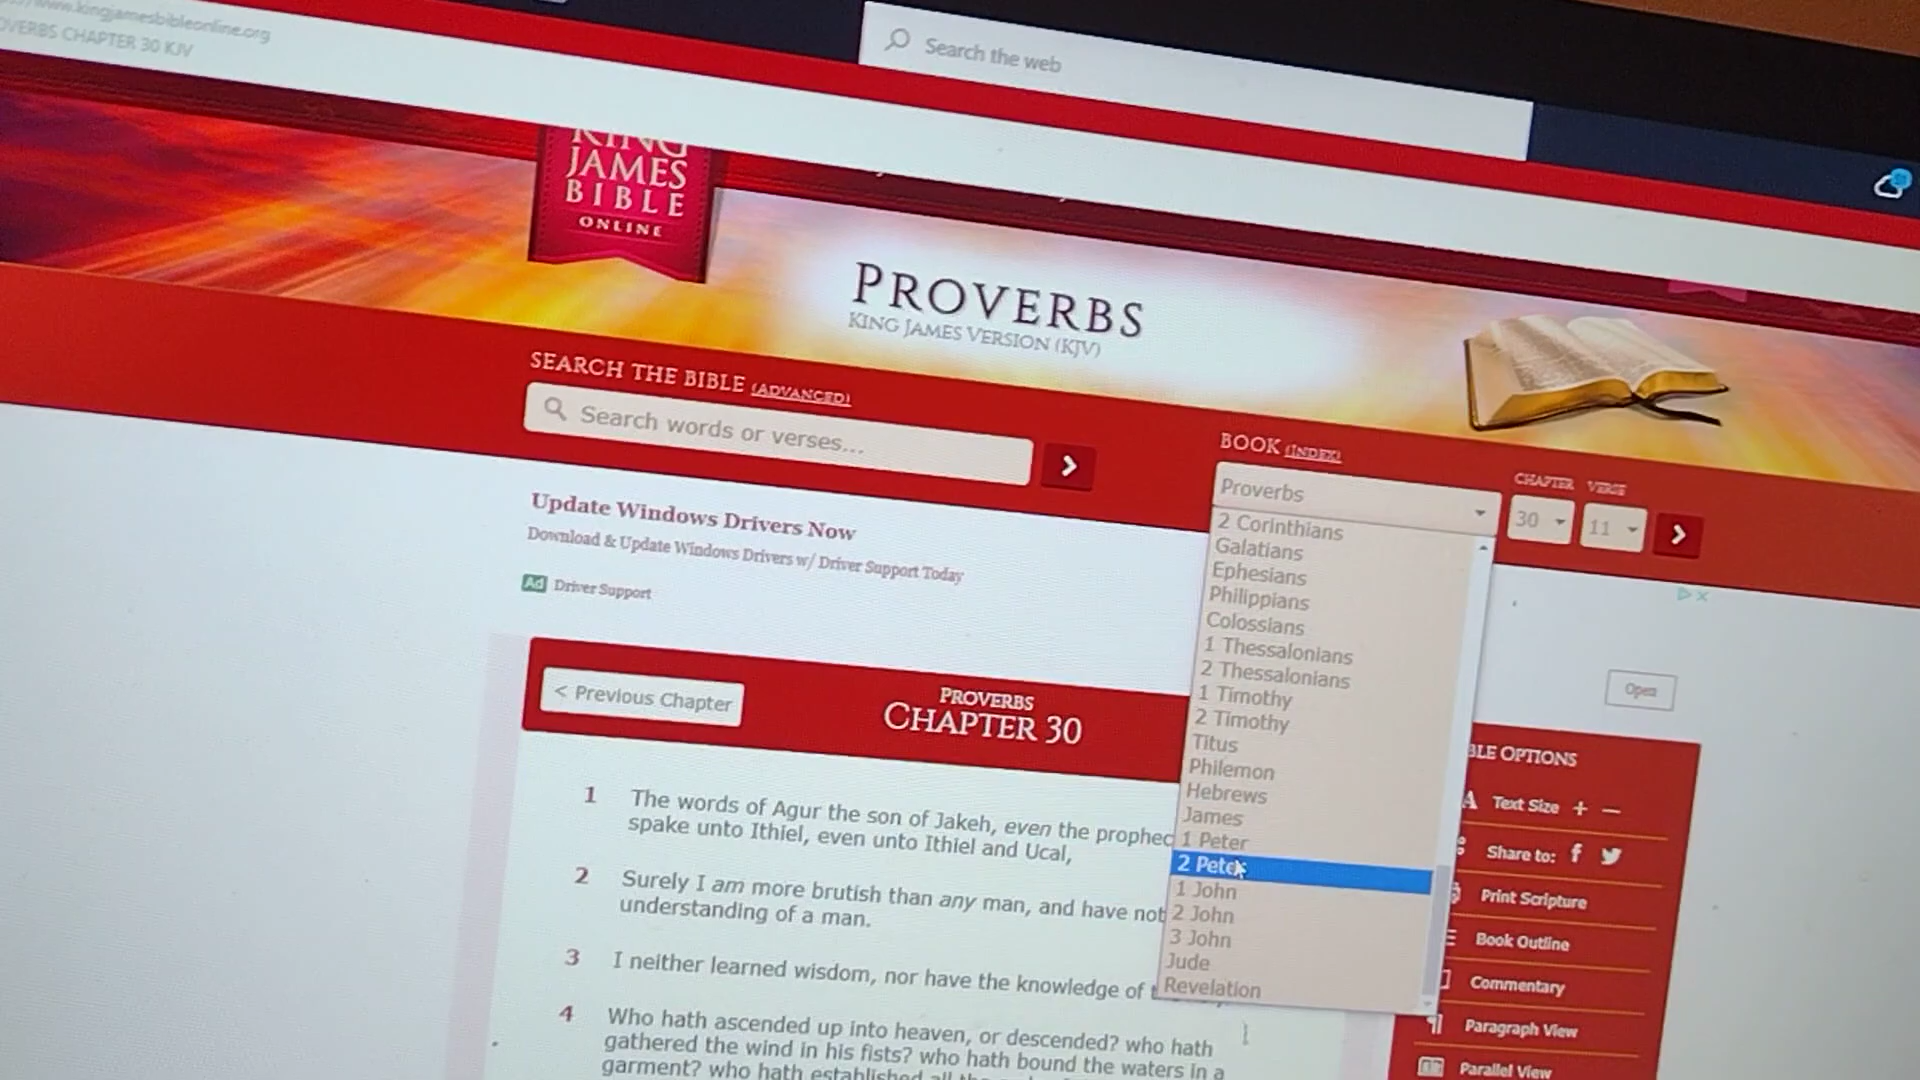 www.kingjamesbibleonline.org
OVERBS CHAPTER 30 KJV
Search the web
KING
JAMES
BIBLE
ONLINE
PROVERBS
KING JAMES VERSION (KJV)
SEARCH THE BIBLE (ADVANCED)
Search words or verses...
BOOK (INDEX)
CHAPTER VERSE
Proverbs
30
11
2 Corinthians
Galatians
Ephesians
Philippians
Colossians
1 Thessalonians
2 Thessalonians
1 Timothy
2 Timothy
Titus
Philemon
Hebrews
James
1 Peter
2 Peter
1 John
2 John
3 John
Jude
Revelation
Update Windows Drivers Now
Download & Update Windows Drivers w/ Driver Support Today
Ad Driver Support
Open
< Previous Chapter
PROVERBS
CHAPTER 30
1 The words of Agur the son of Jakeh, even the prophec
spake unto Ithiel, even unto Ithiel and Ucal,
2 Surely I am more brutish than any man, and have not
understanding of a man.
3 I neither learned wisdom, nor have the knowledge of
4 Who hath ascended up into heaven, or descended? who hath
gathered the wind in his fists? who hath bound the waters in a
garment? who hath established all the
BLE OPTIONS
A Text Size + —
Share to:
Print Scripture
Book Outline
Commentary
Paragraph View
Parallel View